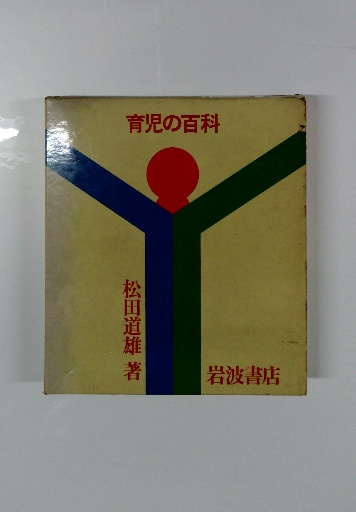 育児の百科
松田道雄 著
岩波書店